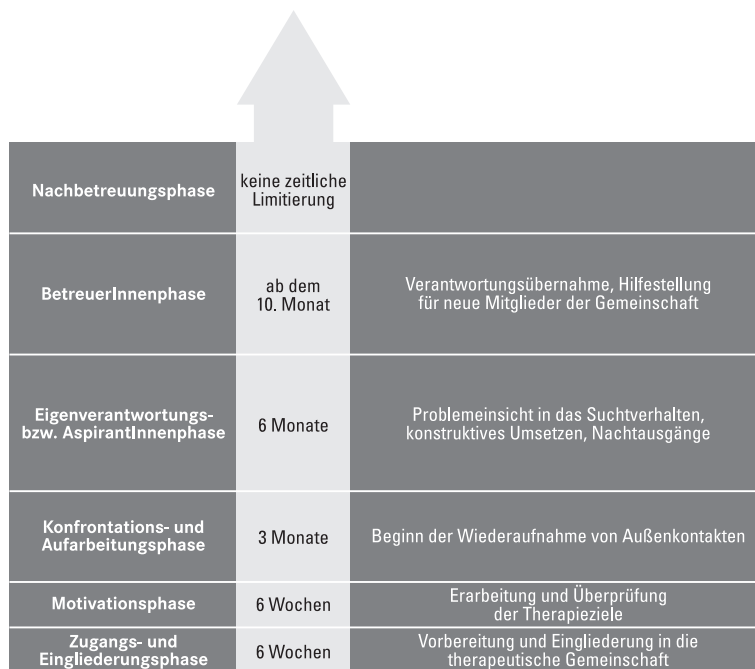 Nachbetreuungsphase
keine zeitliche
Limitierung
BetreuerInnenphase
ab dem
10. Monat
Verantwortungsübernahme, Hilfestellung
für neue Mitglieder der Gemeinschaft
Eigenverantwortungs-
bzw. AspirantInnenphase
6 Monate
Problemeinsicht in das Suchtverhalten,
konstruktives Umsetzen, Nachtausgänge
Konfrontations- und
Aufarbeitungsphase
3 Monate
Beginn der Wiederaufnahme von Außenkontakten
Motivationsphase
6 Wochen
Erarbeitung und Überprüfung
der Therapieziele
Zugangs- und
Eingliederungsphase
6 Wochen
Vorbereitung und Eingliederung in die
therapeutische Gemeinschaft